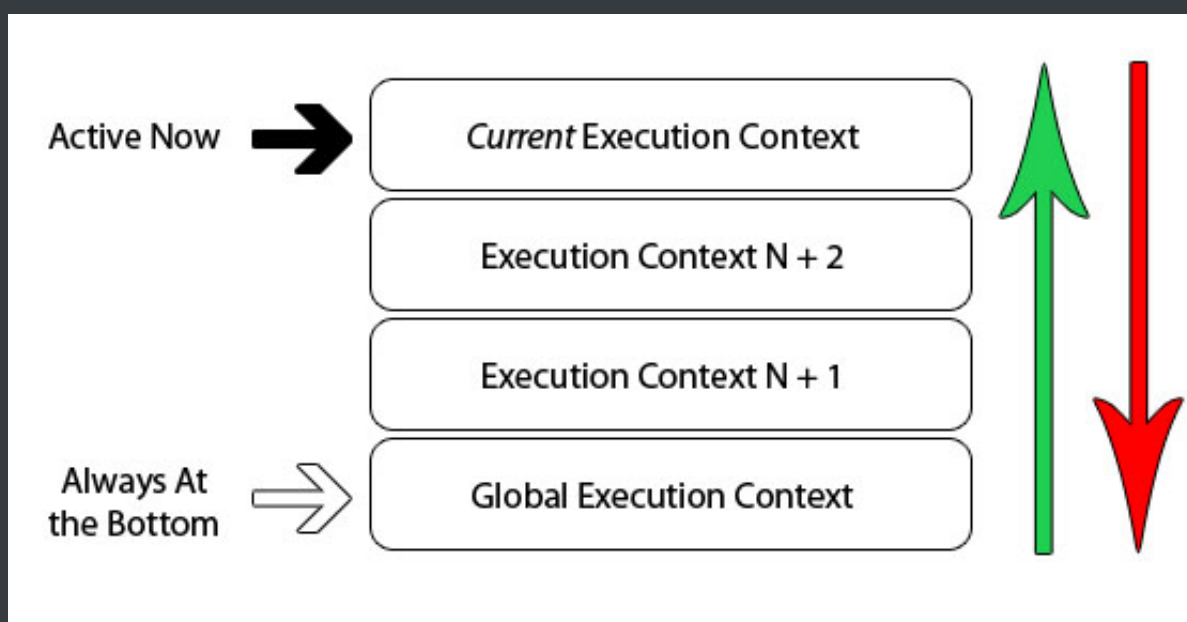 Active Now
Current Execution Context
Execution Context N + 2
Execution Context N + 1
Always At
the Bottom
Global Execution Context